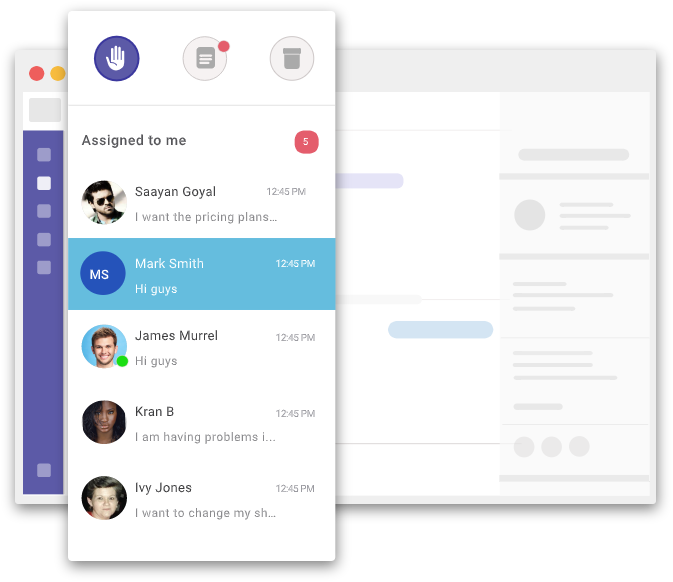 Assigned to me
5
Saayan Goyal
12:45 PM
I want the pricing plans...
MS
Mark Smith
12:45 PM
Hi guys
James Murrel
12:45 PM
Hi guys
Kran B
12:45 PM
I am having problems i...
Ivy Jones
12:45 PM
I want to change my sh...